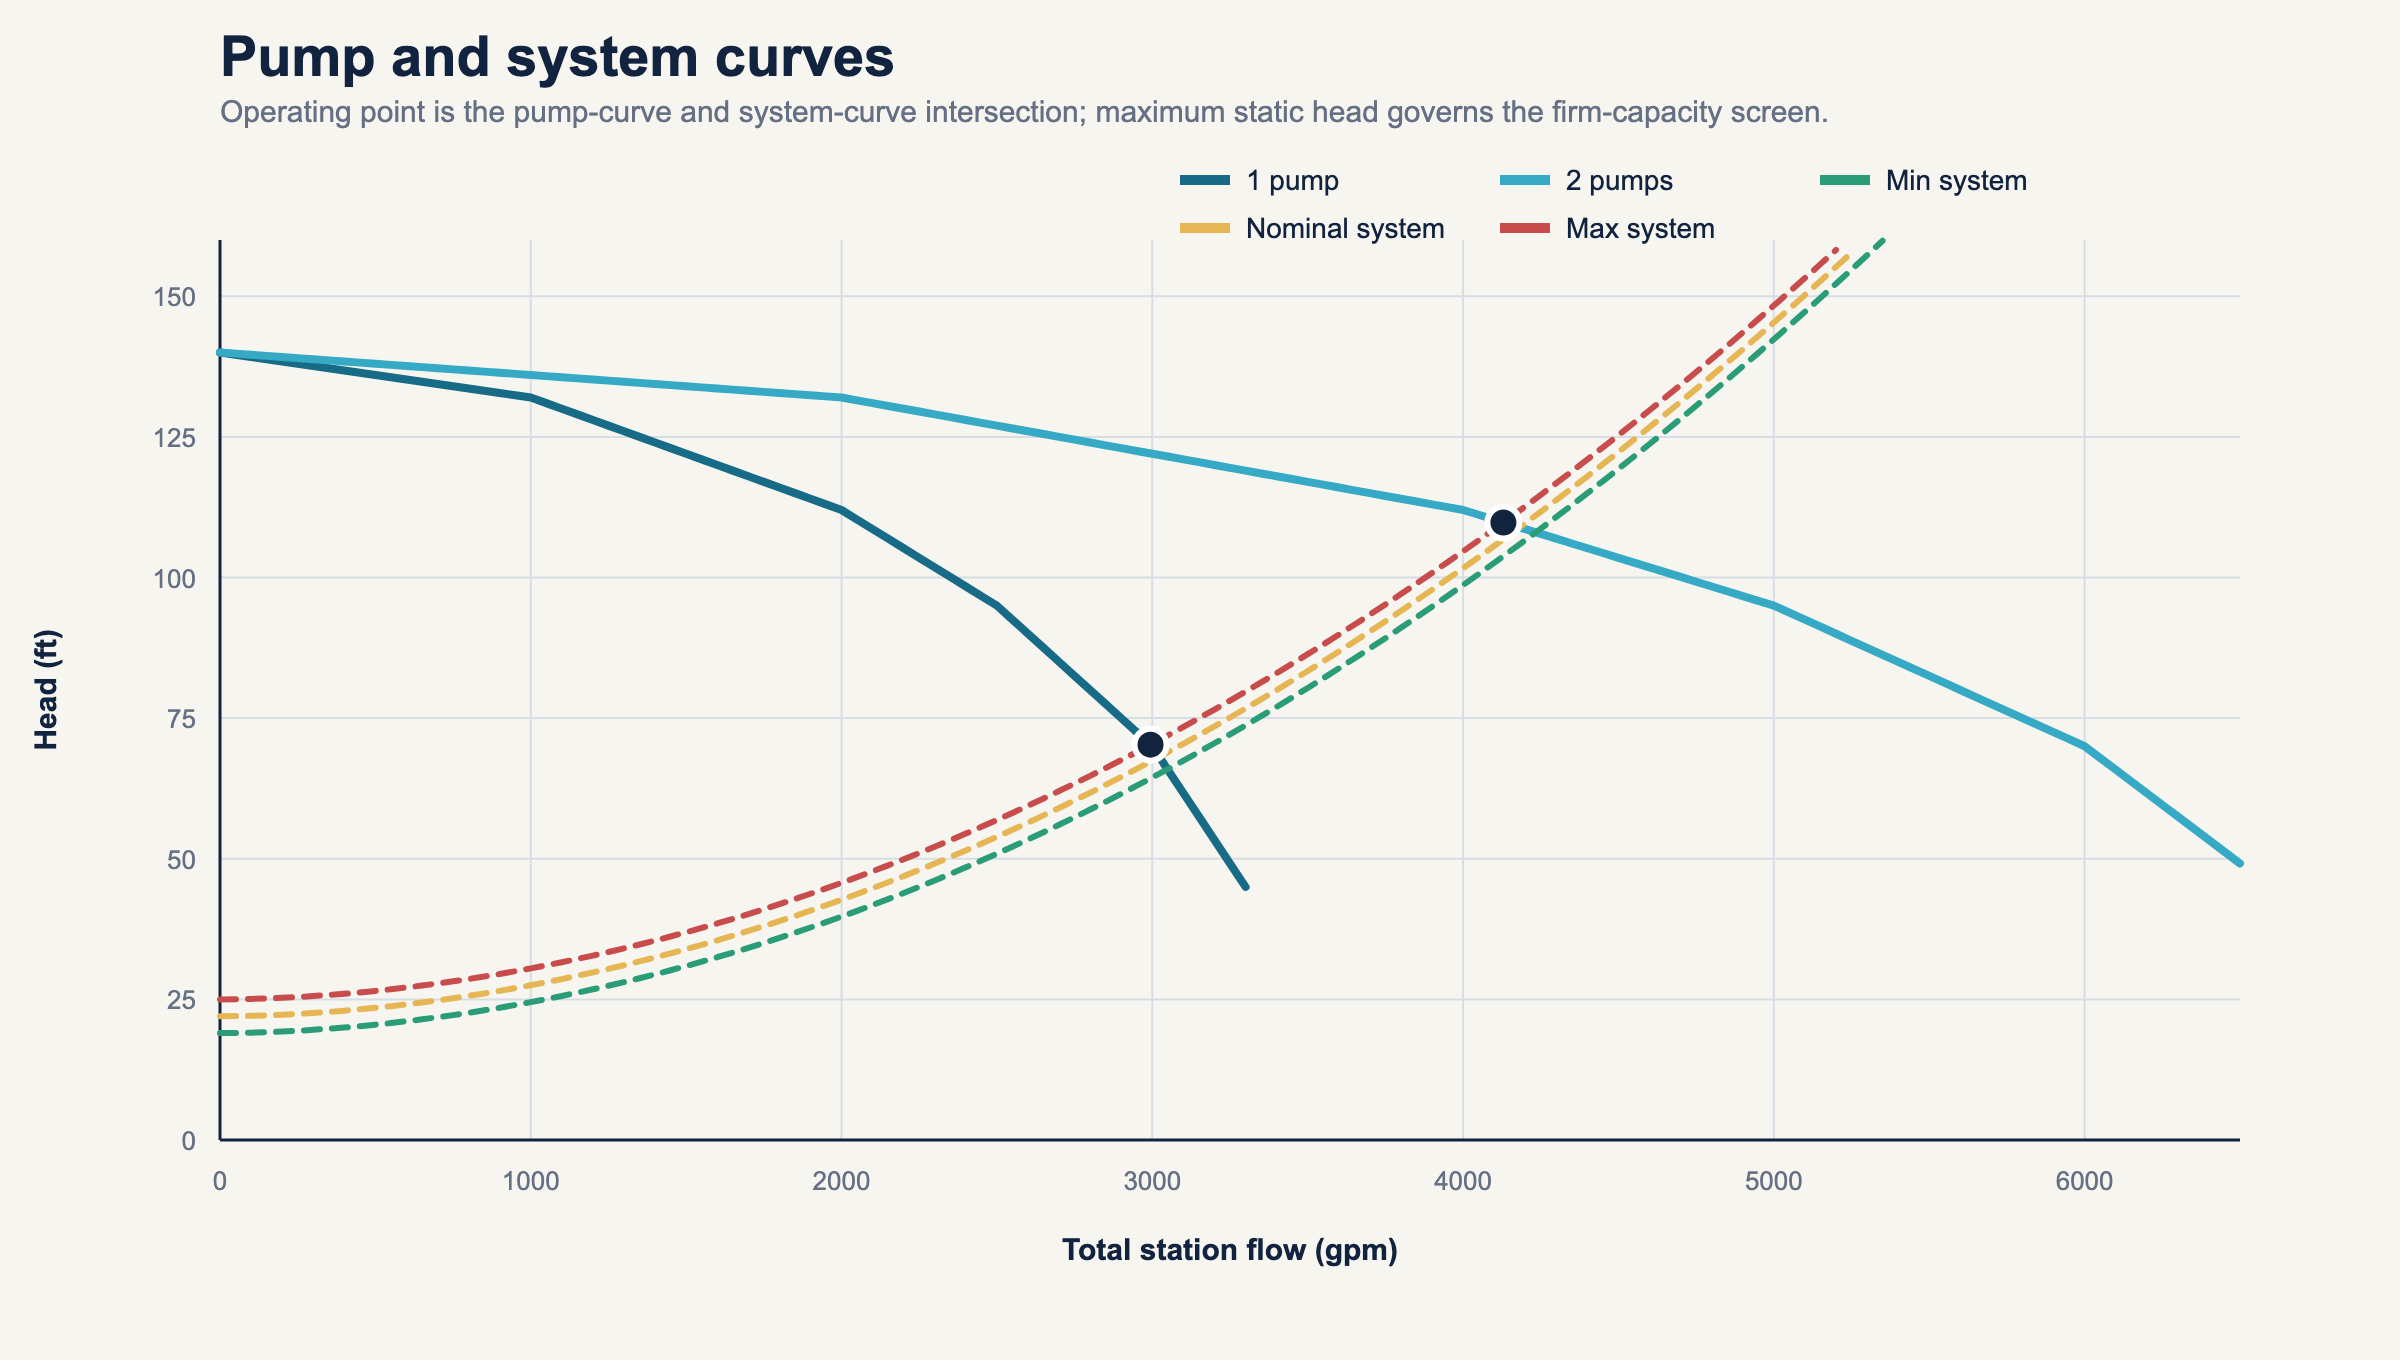 Pump and system curves
Operating point is the pump-curve and system-curve intersection; maximum static head governs the firm-capacity screen.
1 pump
2 pumps
Min system
Nominal system
Max system
150
125
100
75
50
25
0
Head (ft)
0
1000
2000
3000
4000
5000
6000
Total station flow (gpm)